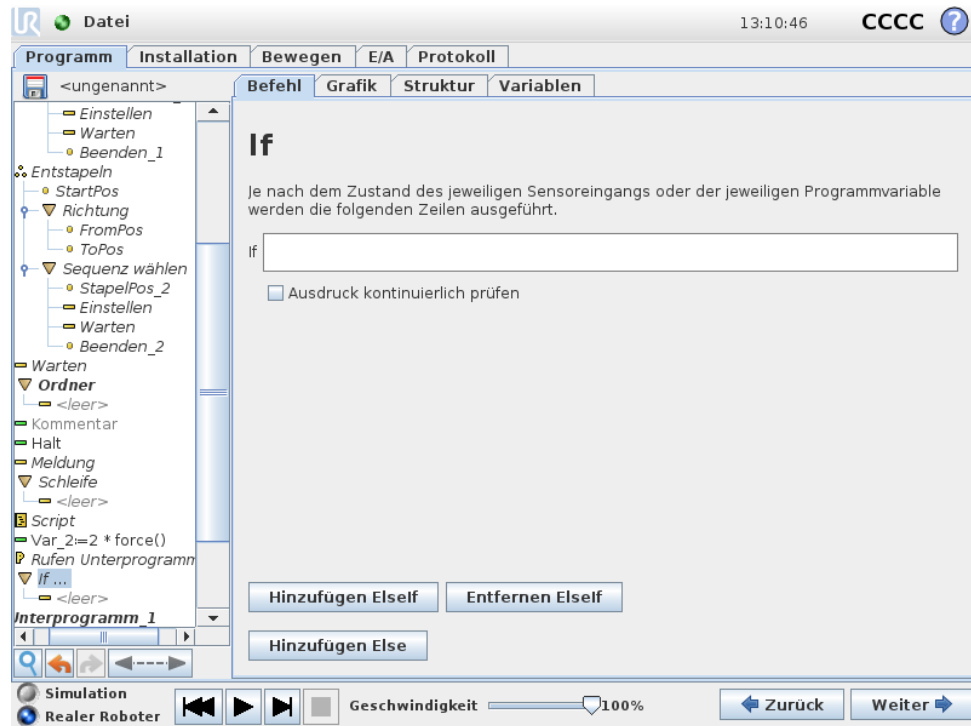 UR Datei 13:10:46 CCCC ?
Programm Installation Bewegen E/A Protokoll
<ungenannt> Befehl Grafik Struktur Variablen
Einstellen
Warten
Beenden_1
Entstapeln
StartPos
Richtung
FromPos
ToPos
Sequenz wählen
StapelPos_2
Einstellen
Warten
Beenden_2
Warten
Ordner
<leer>
Kommentar
Halt
Meldung
Schleife
<leer>
Script
Var_2:=2 * force()
Rufen Unterprogramm
If ...
<leer>
Interprogramm_1
If
Je nach dem Zustand des jeweiligen Sensoreingangs oder der jeweiligen Programmvariable
werden die folgenden Zeilen ausgeführt.
If
Ausdruck kontinuierlich prüfen
Hinzufügen ElseIf Entfernen ElseIf
Hinzufügen Else
Simulation
Realer Roboter
Geschwindigkeit 100% Zurück Weiter